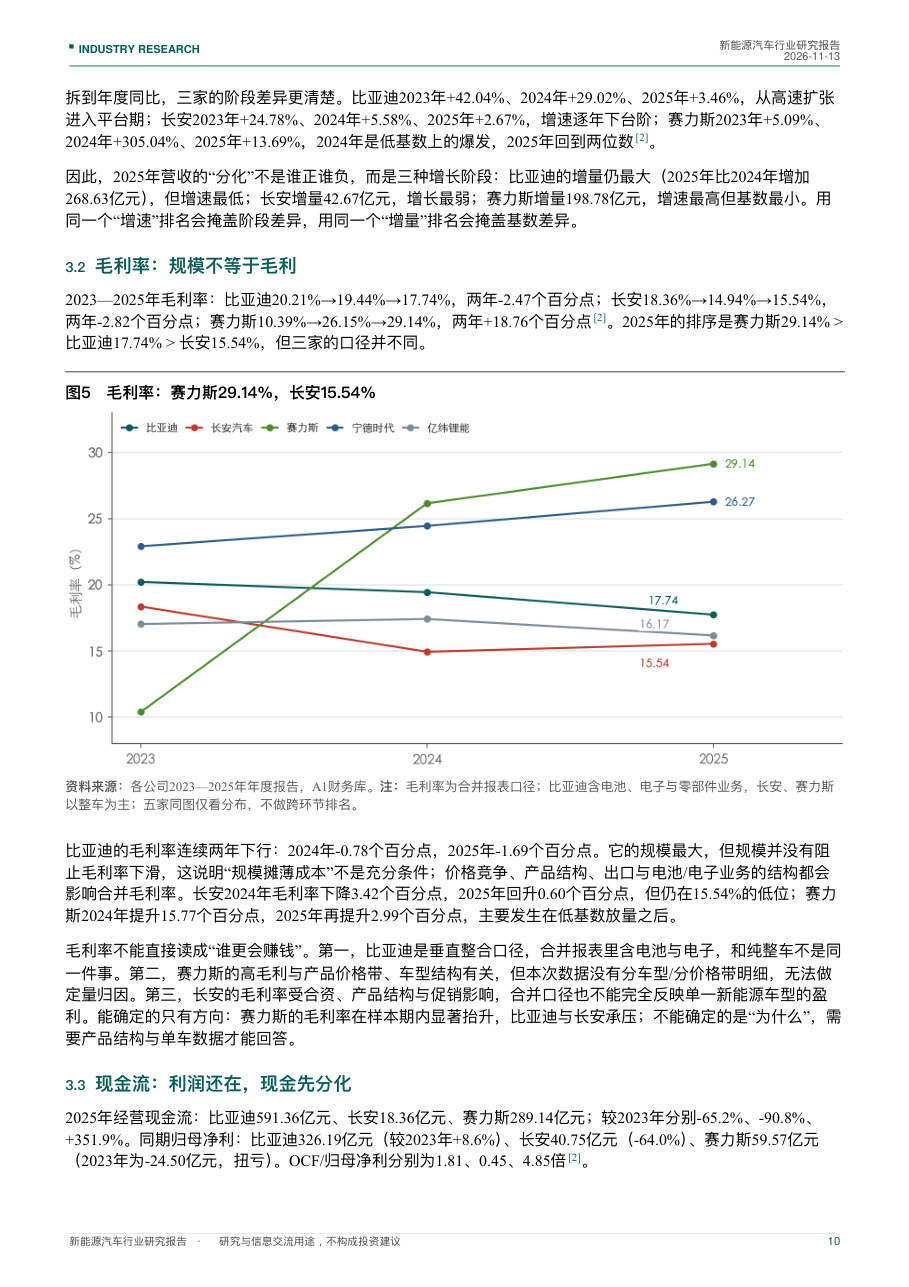 INDUSTRY RESEARCH
新能源汽车行业研究报告
2026-11-13
拆到年度同比，三家的阶段差异更清楚。比亚迪2023年+42.04%、2024年+29.02%、2025年+3.46%，从高速扩张
进入平台期；长安2023年+24.78%、2024年+5.58%、2025年+2.67%，增速逐年下台阶；赛力斯2023年+5.09%、
2024年+305.04%、2025年+13.69%，2024年是低基数上的爆发，2025年回到两位数[2]。
因此，2025年营收的“分化”不是谁正谁负，而是三种增长阶段：比亚迪的增量仍最大（2025年比2024年增加
268.63亿元），但增速最低；长安增量42.67亿元，增长最弱；赛力斯增量198.78亿元，增速最高但基数最小。用
同一个“增速”排名会掩盖阶段差异，用同一个“增量”排名会掩盖基数差异。
3.2 毛利率：规模不等于毛利
2023—2025年毛利率：比亚迪20.21%→19.44%→17.74%，两年-2.47个百分点；长安18.36%→14.94%→15.54%，
两年-2.82个百分点；赛力斯10.39%→26.15%→29.14%，两年+18.76个百分点[2]。2025年的排序是赛力斯29.14% >
比亚迪17.74% > 长安15.54%，但三家的口径并不同。
图5 毛利率：赛力斯29.14%，长安15.54%
比亚迪 长安汽车 赛力斯 宁德时代 亿纬锂能
毛利率（%）
30
25
20
15
10
29.14
26.27
17.74
16.17
15.54
2023 2024 2025
资料来源：各公司2023—2025年年度报告，A1财务库。注：毛利率为合并报表口径；比亚迪含电池、电子与零部件业务，长安、赛力斯
以整车为主；五家同图仅看分布，不做跨环节排名。
比亚迪的毛利率连续两年下行：2024年-0.78个百分点，2025年-1.69个百分点。它的规模最大，但规模并没有阻
止毛利率下滑，这说明“规模摊薄成本”不是充分条件；价格竞争、产品结构、出口与电池/电子业务的结构都会
影响合并毛利率。长安2024年毛利率下降3.42个百分点，2025年回升0.60个百分点，但仍在15.54%的低位；赛力
斯2024年提升15.77个百分点，2025年再提升2.99个百分点，主要发生在低基数放量之后。
毛利率不能直接读成“谁更会赚钱”。第一，比亚迪是垂直整合口径，合并报表里含电池与电子，和纯整车不是同
一件事。第二，赛力斯的高毛利与产品价格带、车型结构有关，但本次数据没有分车型/分价格带明细，无法做
定量归因。第三，长安的毛利率受合资、产品结构与促销影响，合并口径也不能完全反映单一新能源车型的盈
利。能确定的只有方向：赛力斯的毛利率在样本期内显著抬升，比亚迪与长安承压；不能确定的是“为什么”，需
要产品结构与单车数据才能回答。
3.3 现金流：利润还在，现金先分化
2025年经营现金流：比亚迪591.36亿元、长安18.36亿元、赛力斯289.14亿元；较2023年分别-65.2%、-90.8%、
+351.9%。同期归母净利：比亚迪326.19亿元（较2023年+8.6%）、长安40.75亿元（-64.0%）、赛力斯59.57亿元
（2023年为-24.50亿元，扭亏）。OCF/归母净利分别为1.81、0.45、4.85倍[2]。
新能源汽车行业研究报告 · 研究与信息交流用途，不构成投资建议
10